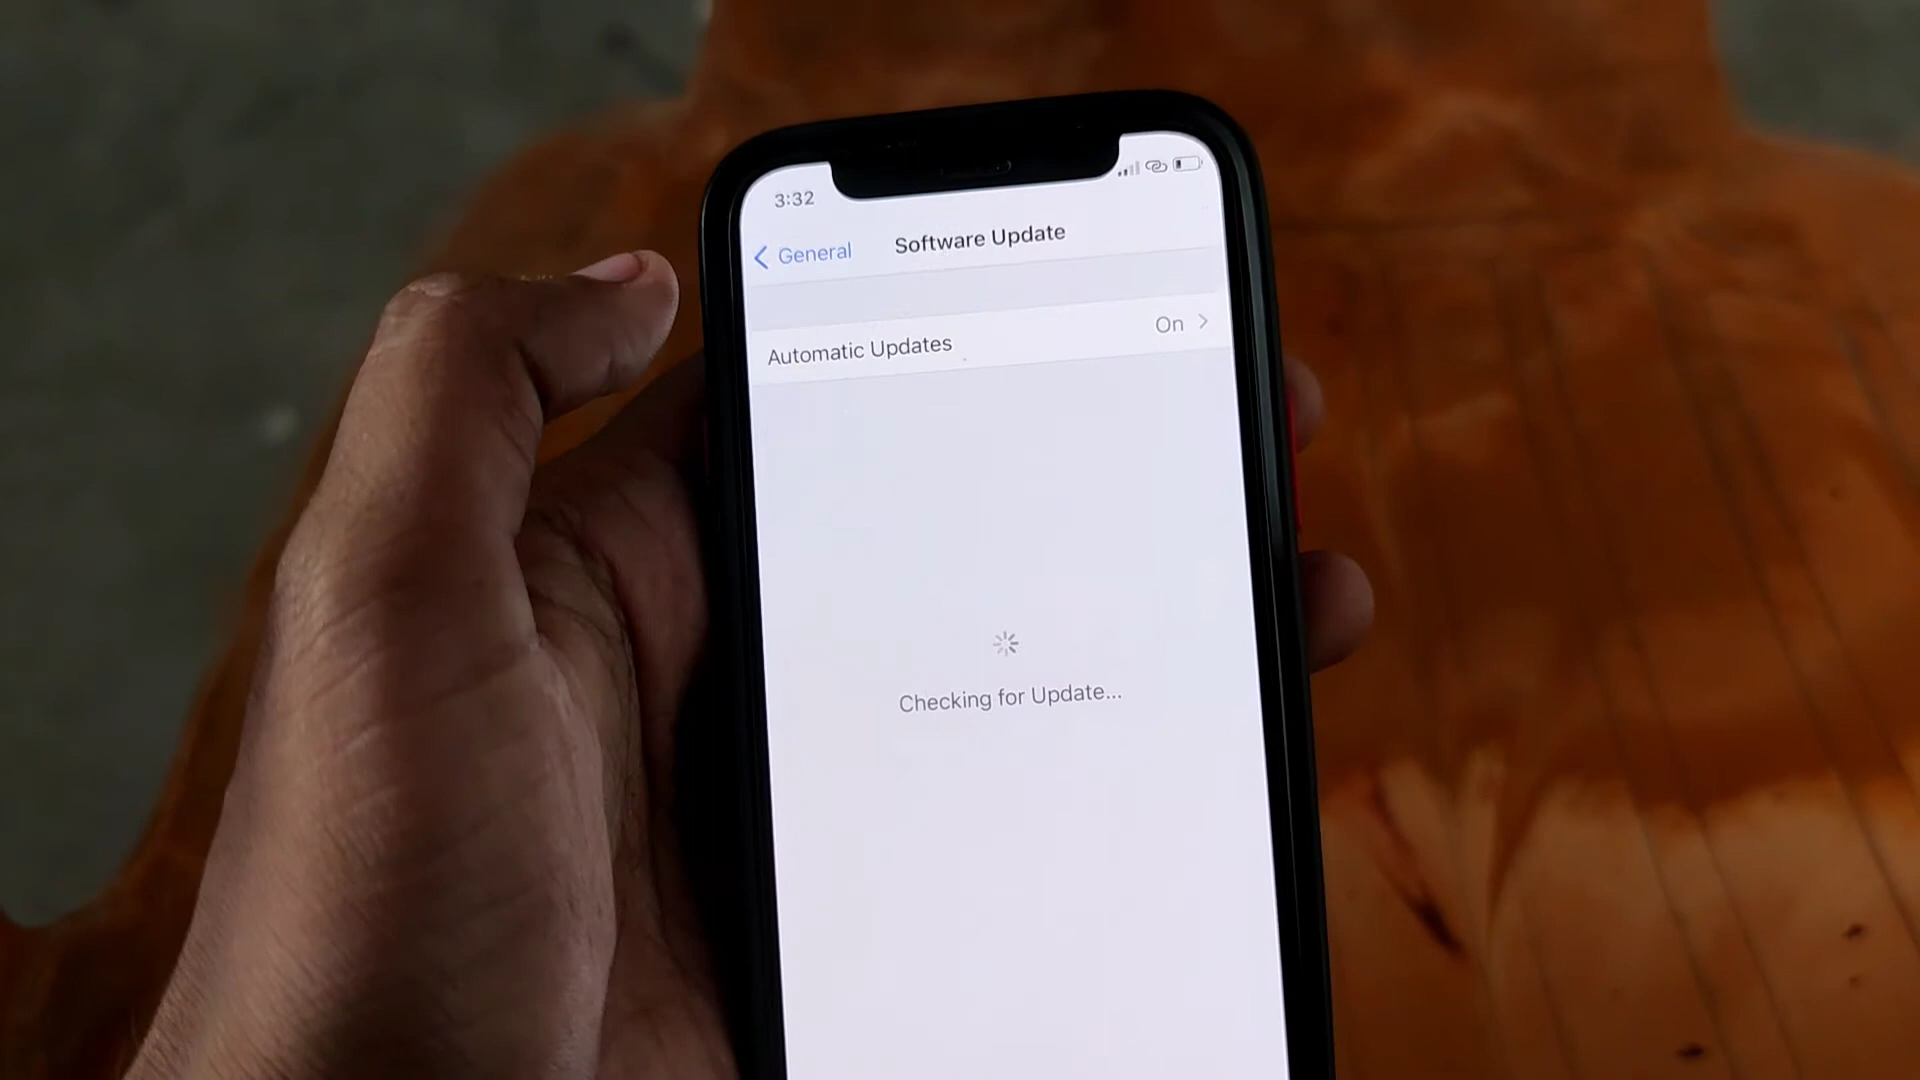 3:32
General
Software Update
Automatic Updates
On
Checking for Update...